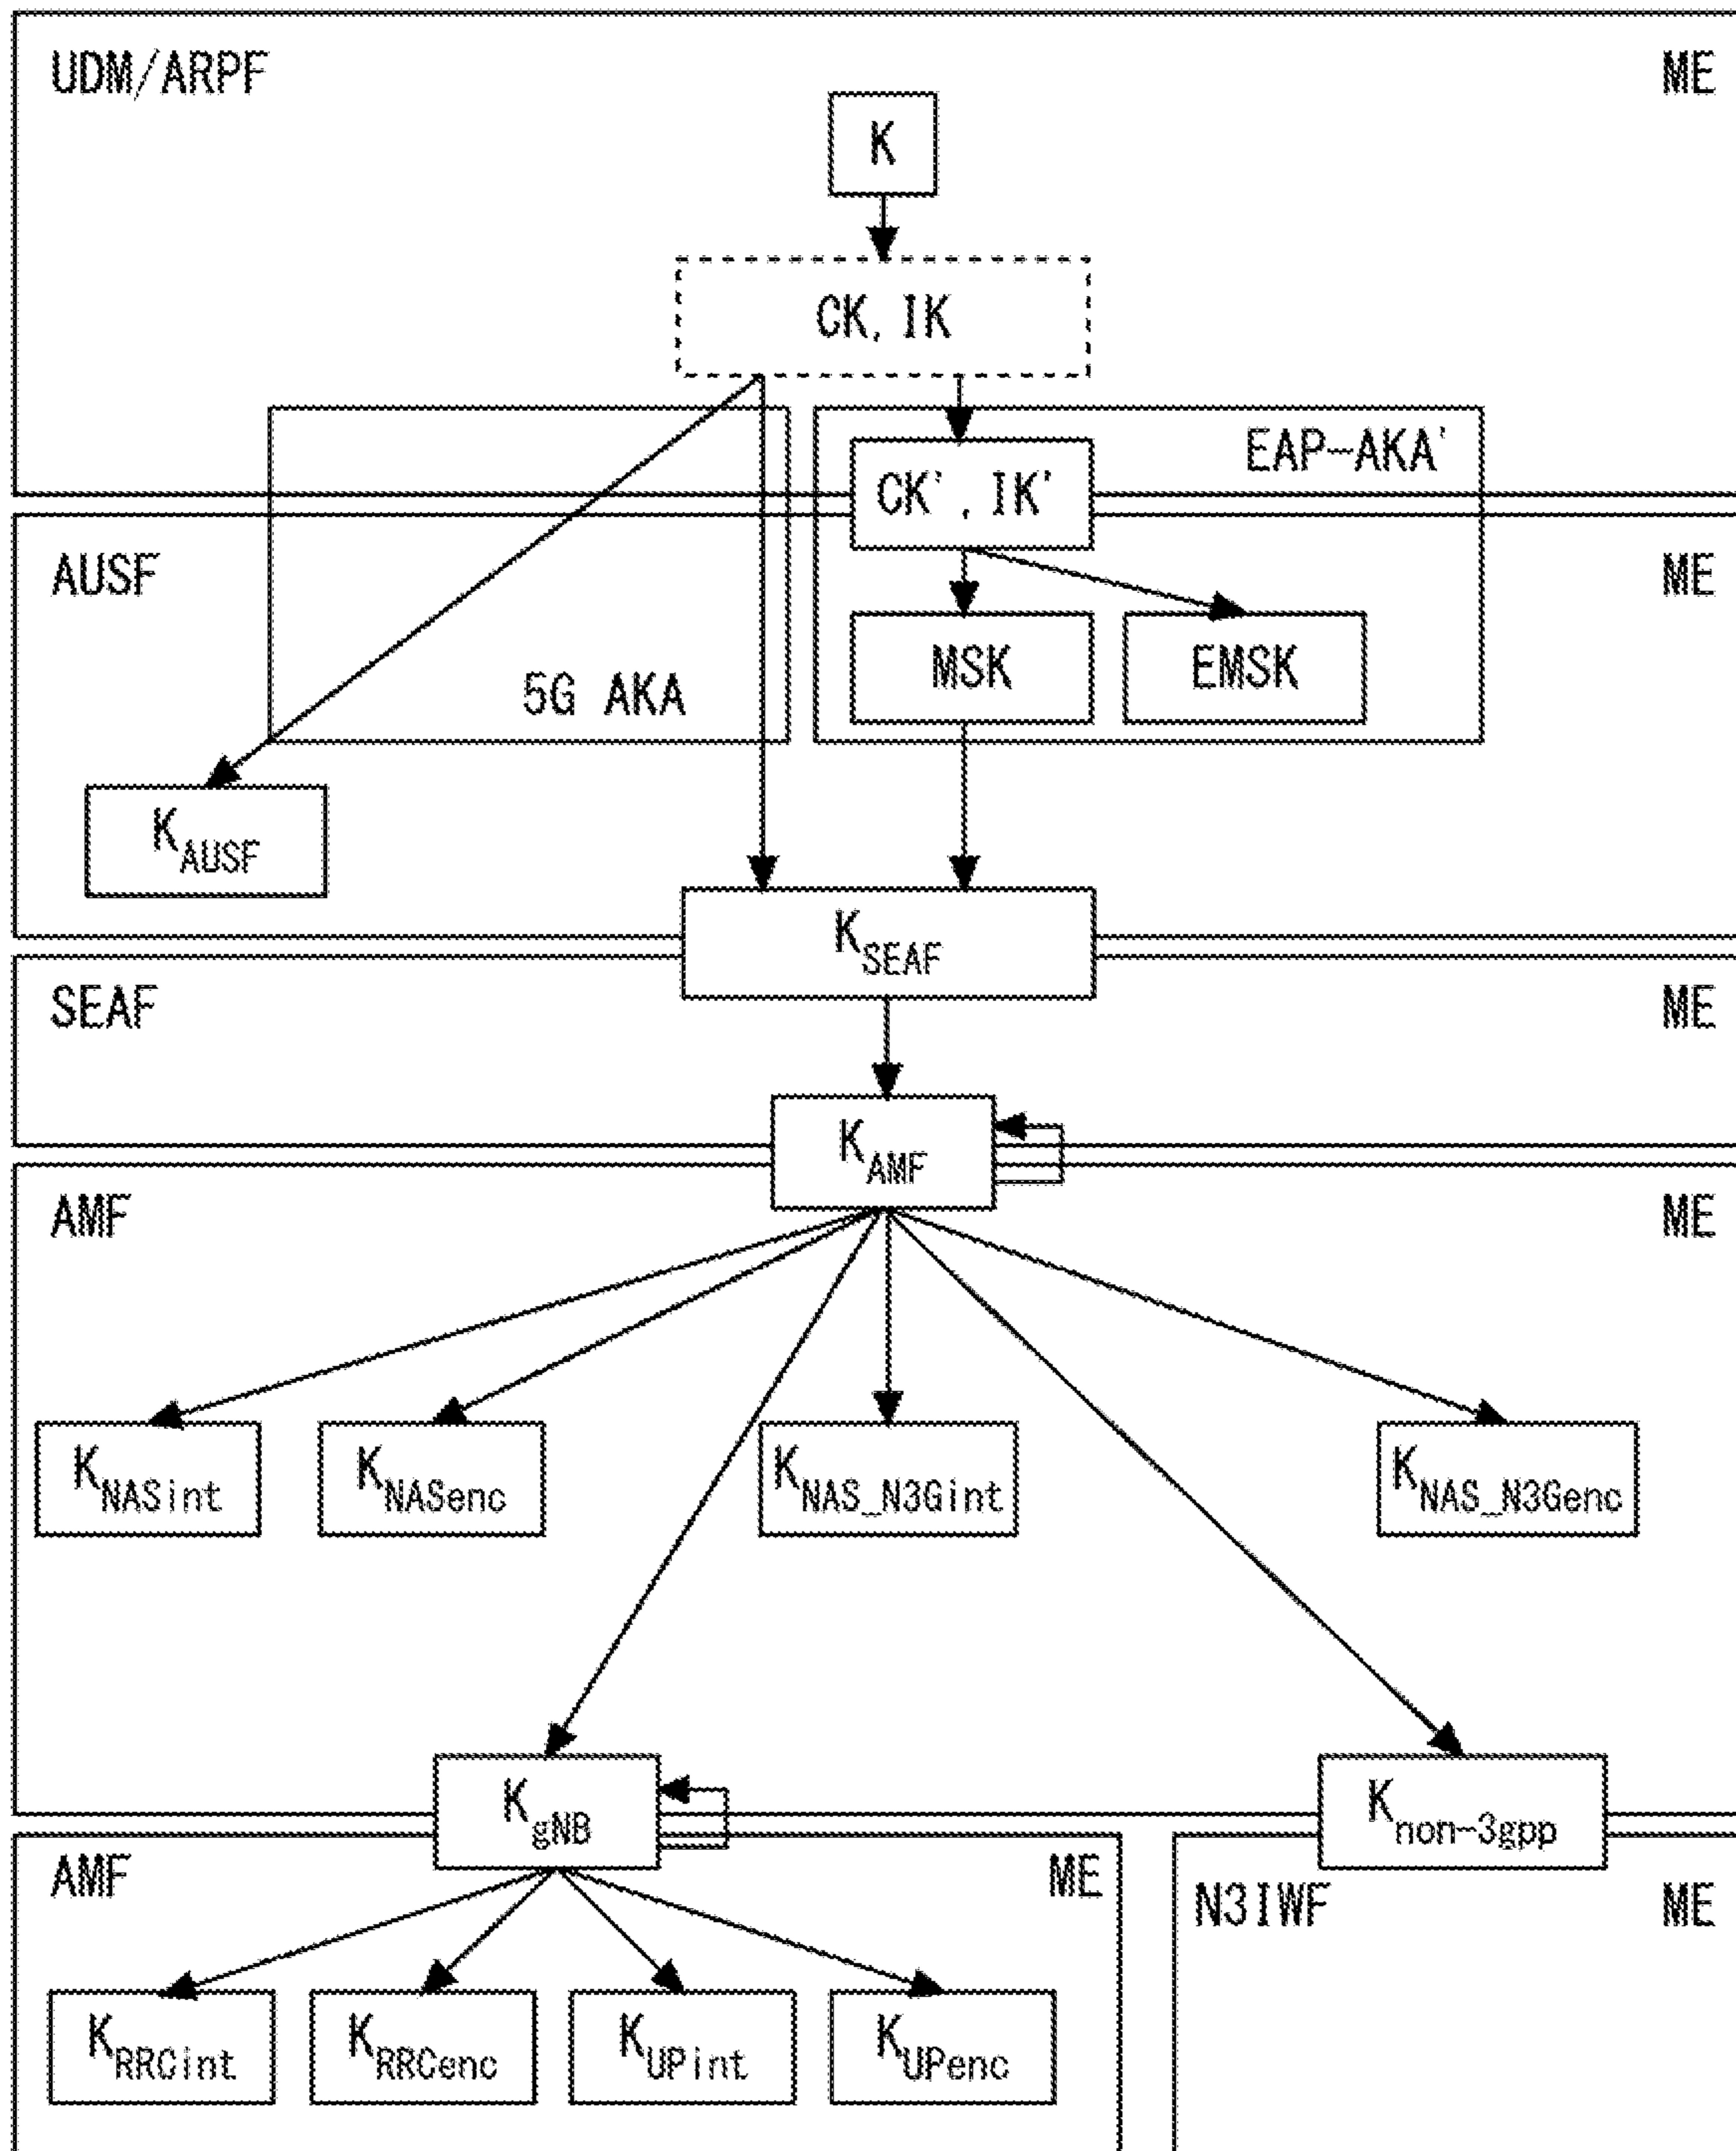 UDM/ARPF
ME
K
CK, IK
EAP-AKA'
CK', IK'
AUSF
ME
MSK
EMSK
5G AKA
KAUSF
KSEAF
SEAF
ME
KAMF
AMF
ME
KNASint
KNASenc
KNAS_N3Gint
KNAS_N3Genc
KgNB
Knon-3gpp
AMF
ME
N3IWF
ME
KRRCint
KRRCenc
KUPint
KUPenc